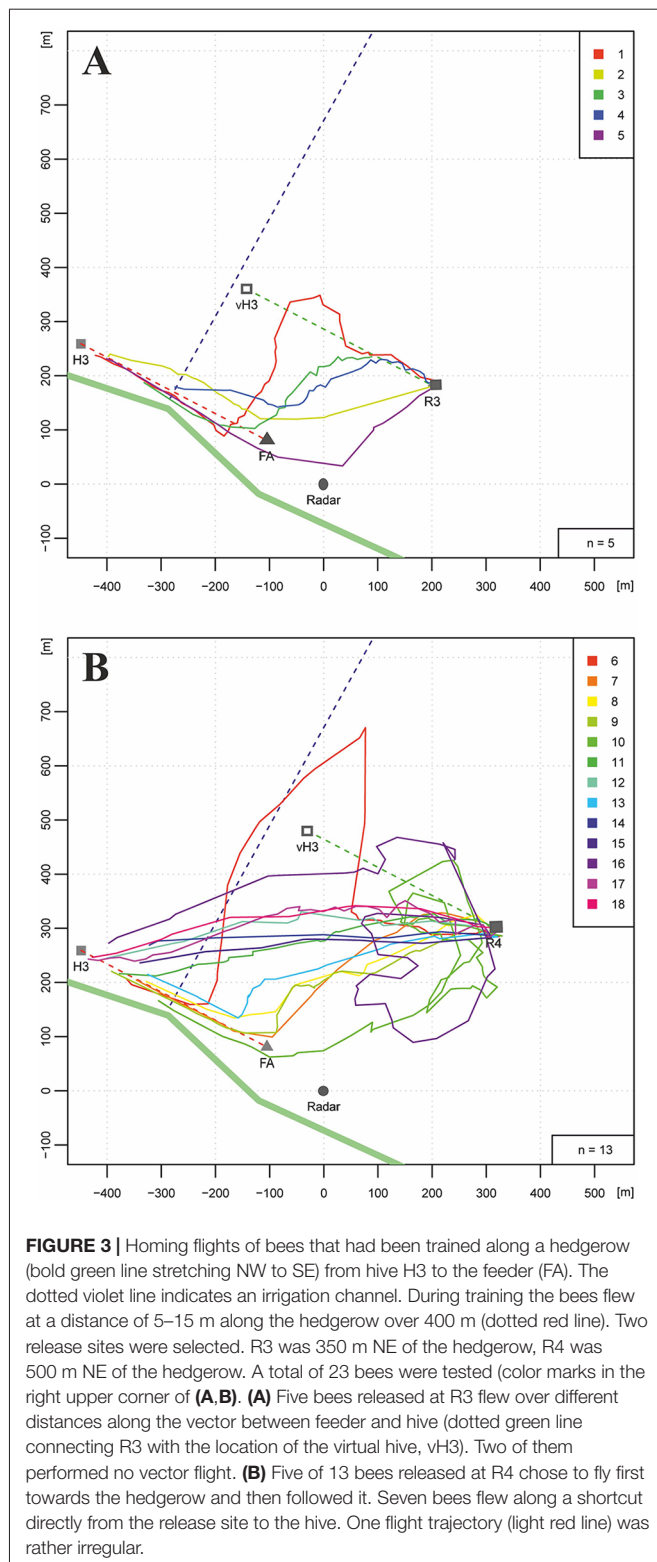 [m]
A
1
2
3
4
5
700
600
500
400
300
200
100
0
−100
vH3
H3
R3
FA
Radar
n = 5
−400 −300 −200 −100 0 100 200 300 400 500 [m]
[m]
B
6
7
8
9
10
11
12
13
14
15
16
17
18
700
600
500
400
300
200
100
0
−100
vH3
H3
R4
FA
Radar
n = 13
−400 −300 −200 −100 0 100 200 300 400 500 [m]
FIGURE 3 | Homing flights of bees that had been trained along a hedgerow
(bold green line stretching NW to SE) from hive H3 to the feeder (FA). The
dotted violet line indicates an irrigation channel. During training the bees flew
at a distance of 5–15 m along the hedgerow over 400 m (dotted red line). Two
release sites were selected. R3 was 350 m NE of the hedgerow, R4 was
500 m NE of the hedgerow. A total of 23 bees were tested (color marks in the
right upper corner of (A,B). (A) Five bees released at R3 flew over different
distances along the vector between feeder and hive (dotted green line
connecting R3 with the location of the virtual hive, vH3). Two of them
performed no vector flight. (B) Five of 13 bees released at R4 chose to fly first
towards the hedgerow and then followed it. Seven bees flew along a shortcut
directly from the release site to the hive. One flight trajectory (light red line) was
rather irregular.